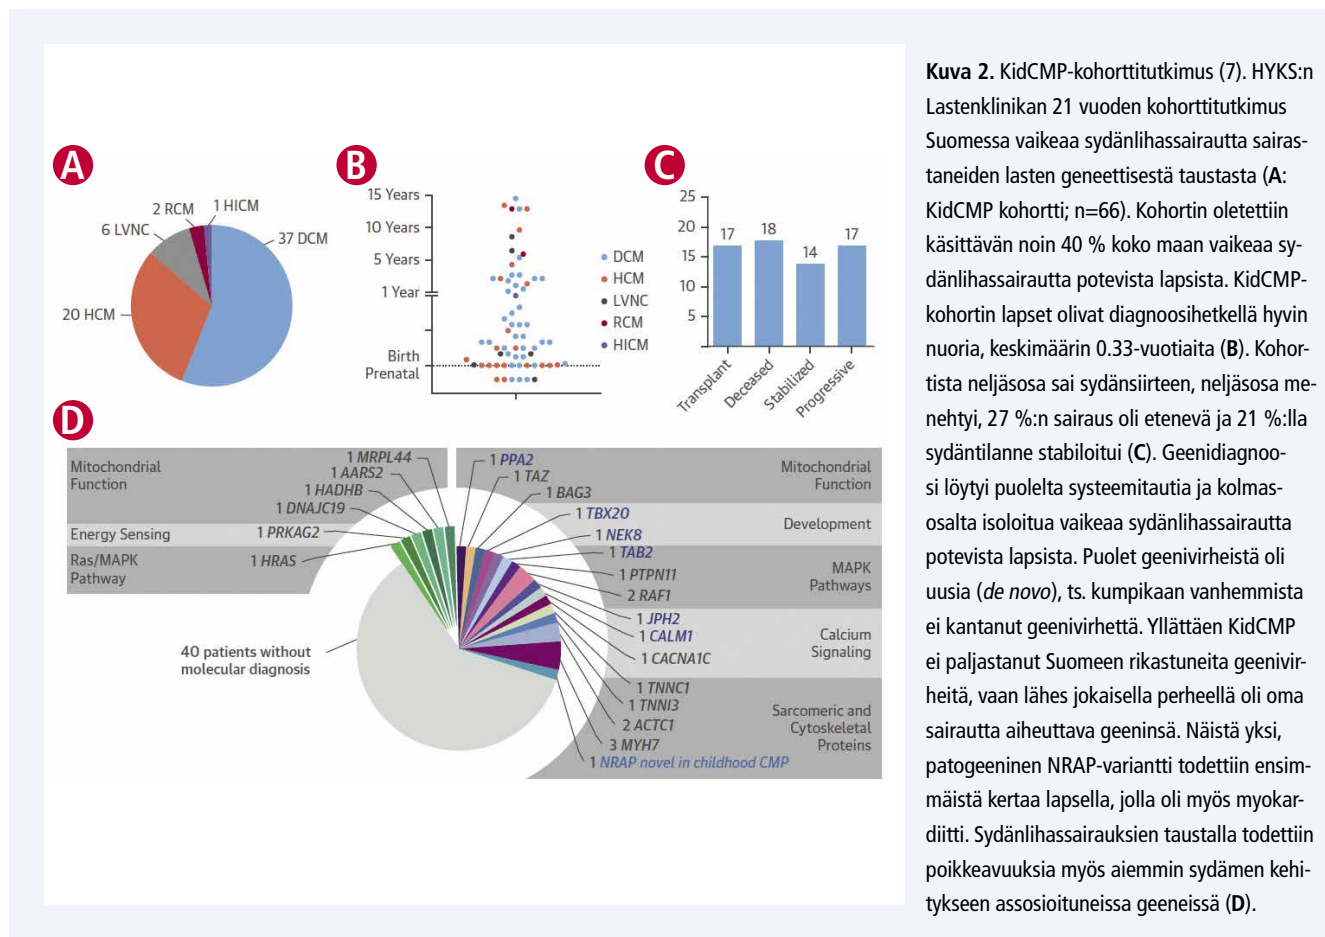 A
2 RCM
1 HICM
6 LVNC
37 DCM
20 HCM
B
15 Years
10 Years
5 Years
1 Year
Birth
Prenatal
DCM
HCM
LVNC
RCM
HICM
C
25
20
15
10
5
17
18
14
17
Transplant
Deceased
Stabilized
Progressive
D
Mitochondrial
Function
Energy Sensing
Ras/MAPK
Pathway
1 MRPL44
1 AARS2
1 HADHB
1 DNAJC19
1 PRKAG2
1 HRAS
40 patients without
molecular diagnosis
1 PPA2
1 TAZ
1 BAG3
1 TBX20
1 NEK8
1 TAB2
1 PTPN11
2 RAF1
1 JPH2
1 CALM1
1 CACNA1C
1 TNNC1
1 TNNI3
2 ACTC1
3 MYH7
1 NRAP novel in childhood CMP
Mitochondrial
Function
Development
MAPK
Pathways
Calcium
Signaling
Sarcomeric and
Cytoskeletal
Proteins
Kuva 2. KidCMP-kohorttitutkimus (7). HYKS:n
Lastenklinikan 21 vuoden kohorttitutkimus
Suomessa vaikeaa sydänlihassairautta sairas-
taneiden lasten geneettisestä taustasta (A:
KidCMP kohortti; n=66). Kohortin oletettiin
käsittävän noin 40 % koko maan vaikeaa sy-
dänlihassairautta potevista lapsista. KidCMP-
kohortin lapset olivat diagnoosihetkellä hyvin
nuoria, keskimäärin 0.33-vuotiaita (B). Kohor-
tista neljäsosa sai sydänsiirteen, neljäsosa me-
nehtyi, 27 %:n sairaus oli etenevä ja 21 %:lla
sydäntilanne stabiloitui (C). Geenidiagnoo-
si löytyi puolelta systeemitautia ja kolmas-
osalta isoloitua vaikeaa sydänlihassairautta
potevista lapsista. Puolet geenivirheistä oli
uusia (de novo), ts. kumpikaan vanhemmista
ei kantanut geenivirhettä. Yllättäen KidCMP
ei paljastanut Suomeen rikastuneita geenivir-
heitä, vaan lähes jokaisella perheellä oli oma
sairautta aiheuttava geeninsä. Näistä yksi,
patogeeninen NRAP-variantti todettiin ensim-
mäistä kertaa lapsella, jolla oli myös myokar-
diitti. Sydänlihassairauksien taustalla todettiin
poikkeavuuksia myös aiemmin sydämen kehi-
tykseen assosioituneissa geeneissä (D).